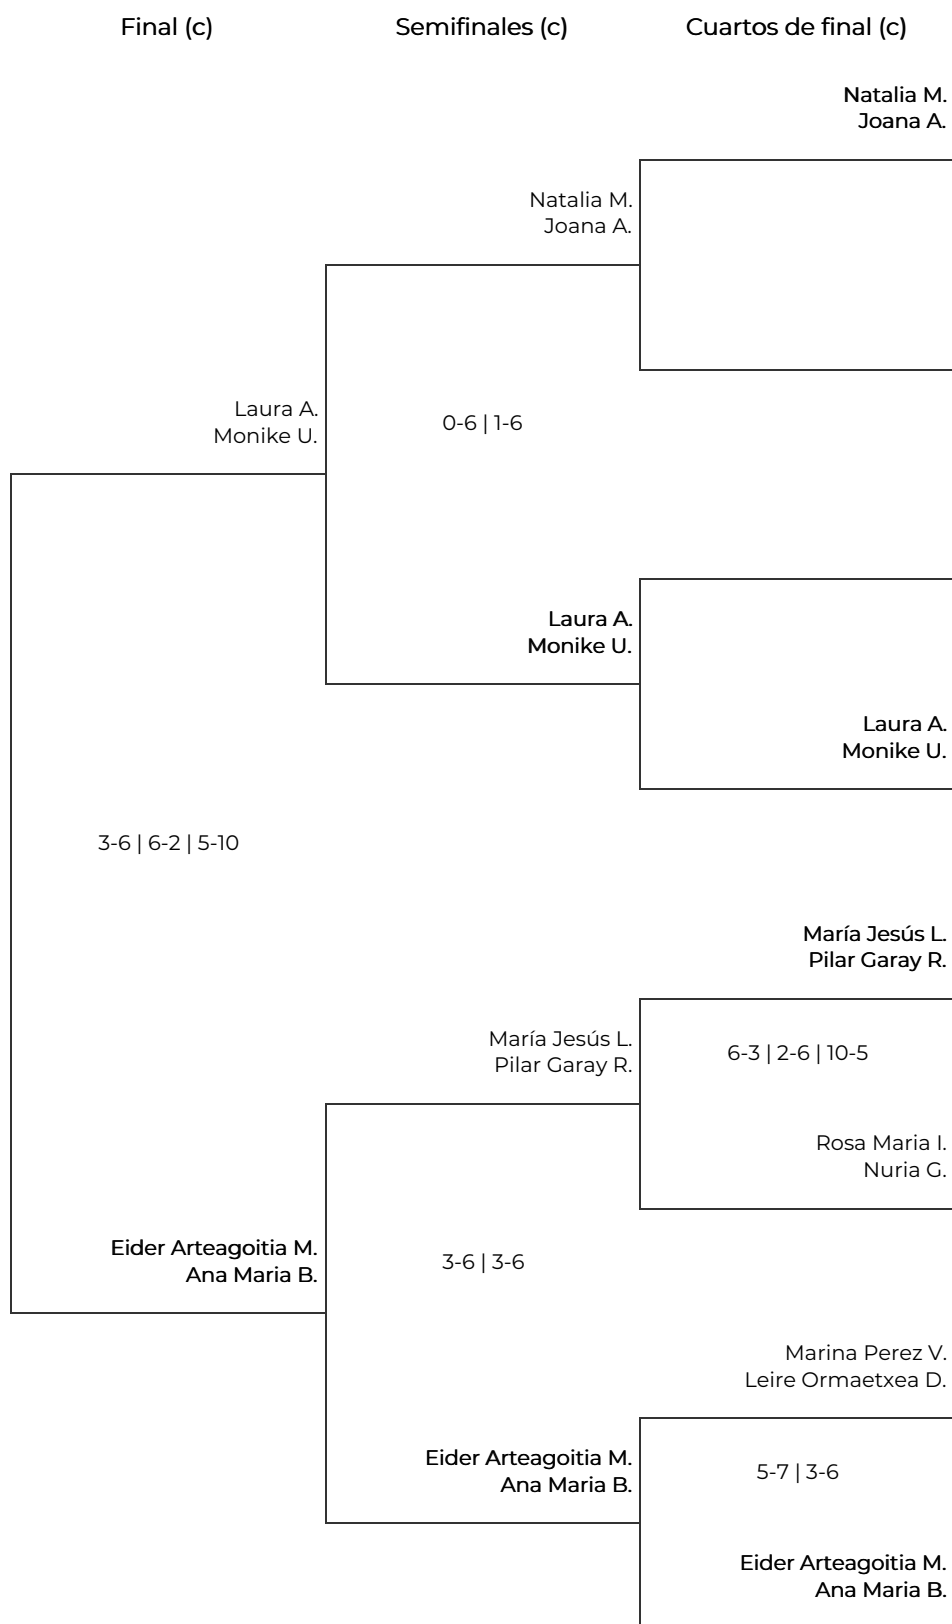 Final (c)
Semifinales (c)
Cuartos de final (c)
Natalia M.
Joana A.
Natalia M.
Joana A.
Laura A.
Monike U.
0-6 | 1-6
Laura A.
Monike U.
Laura A.
Monike U.
3-6 | 6-2 | 5-10
María Jesús L.
Pilar Garay R.
María Jesús L.
Pilar Garay R.
6-3 | 2-6 | 10-5
Rosa Maria I.
Nuria G.
Eider Arteagoitia M.
Ana Maria B.
3-6 | 3-6
Marina Perez V.
Leire Ormaetxea D.
Eider Arteagoitia M.
Ana Maria B.
5-7 | 3-6
Eider Arteagoitia M.
Ana Maria B.